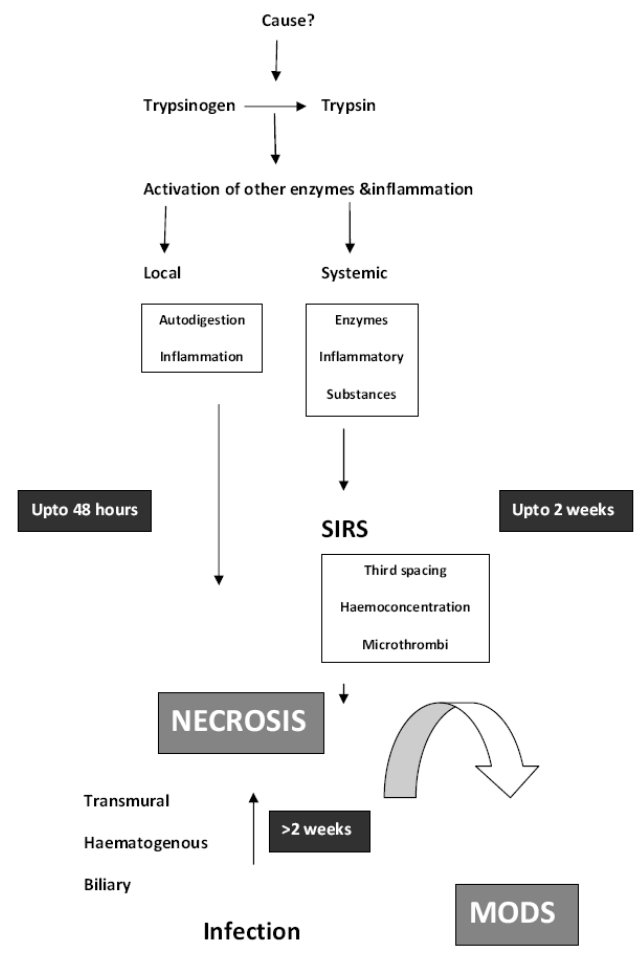 Cause?
Trypsinogen Trypsin
Activation of other enzymes &inflammation
Local Systemic
Autodigestion
Inflammation
Enzymes
Inflammatory
Substances
Upto 48 hours
Upto 2 weeks
SIRS
Third spacing
Haemoconcentration
Microthrombi
NECROSIS
Transmural
Haematogenous
Biliary
>2 weeks
Infection
MODS